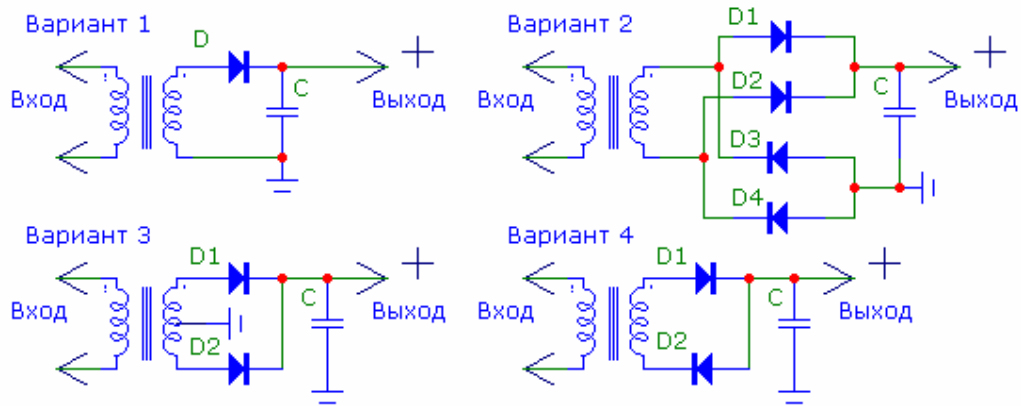 Вариант 1
D
+
C
Вход
Выход
Вариант 2
D1
+
D2
C
Вход
Выход
D3
D4
Вариант 3
D1
+
C
Вход
Выход
D2
Вариант 4
D1
+
C
Вход
Выход
D2